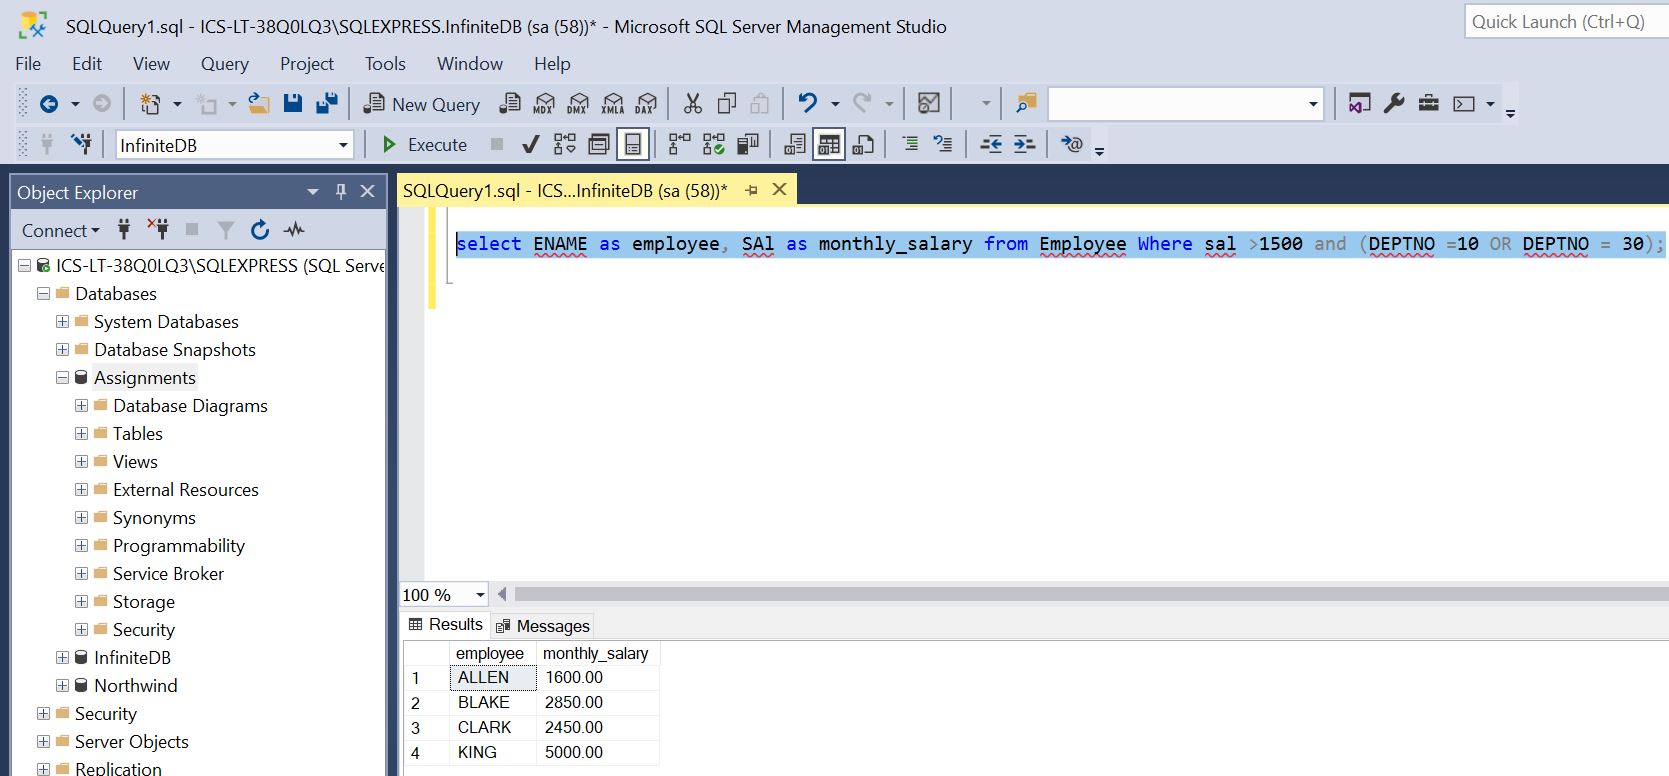 SQLQuery1.sql - ICS-LT-38Q0LQ3\SQLEXPRESS.InfiniteDB (sa (58))* - Microsoft SQL Server Management Studio
Quick Launch (Ctrl+Q)
File Edit View Query Project Tools Window Help
New Query MDX DMX XMLA DAX
InfiniteDB Execute
Object Explorer
SQLQuery1.sql - ICS...InfiniteDB (sa (58))*
Connect
select ENAME as employee, SAl as monthly_salary from Employee Where sal >1500 and (DEPTNO =10 OR DEPTNO = 30);
ICS-LT-38Q0LQ3\SQLEXPRESS (SQL Serve
Databases
System Databases
Database Snapshots
Assignments
Database Diagrams
Tables
Views
External Resources
Synonyms
Programmability
Service Broker
Storage
Security
InfiniteDB
Northwind
Security
Server Objects
Replication
100 %
Results Messages
employee monthly_salary
1 ALLEN 1600.00
2 BLAKE 2850.00
3 CLARK 2450.00
4 KING 5000.00